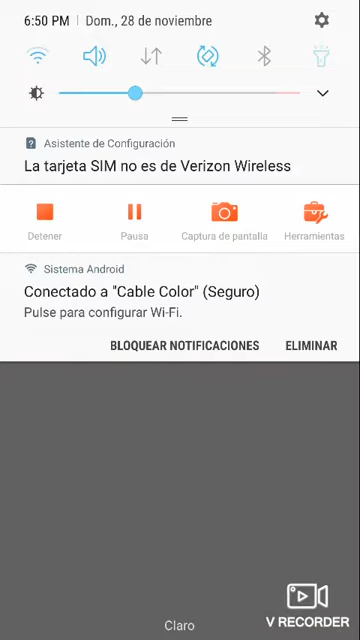 6:50 PM | Dom., 28 de noviembre
Asistente de Configuración
La tarjeta SIM no es de Verizon Wireless
Detener Pausa Captura de pantalla Herramientas
Sistema Android
Conectado a "Cable Color" (Seguro)
Pulse para configurar Wi-Fi.
BLOQUEAR NOTIFICACIONES ELIMINAR
Claro
V RECORDER